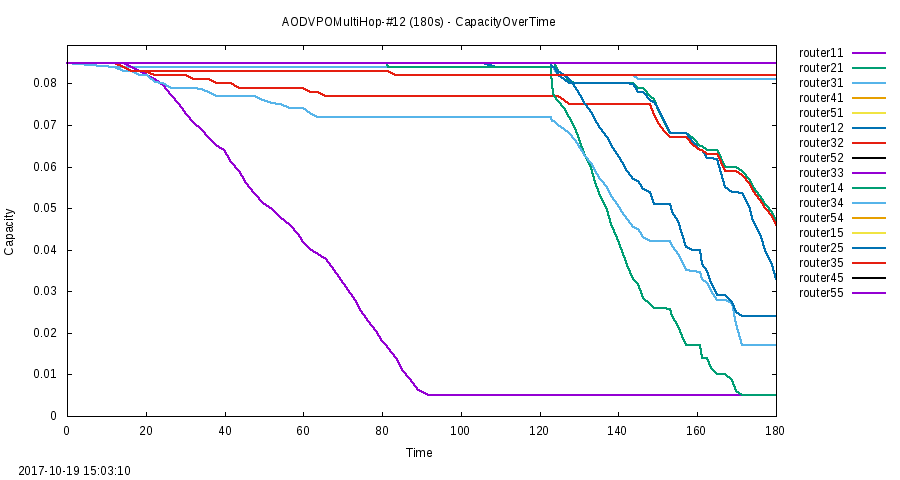 AODVPOMultiHop-#12 (180s) - CapacityOverTime
router11
router21
router31
router41
router51
router12
router32
router52
router33
router14
router34
router54
router15
router25
router35
router45
router55
Capacity
0.08
0.07
0.06
0.05
0.04
0.03
0.02
0.01
0
0 20 40 60 80 100 120 140 160 180
Time
2017-10-19 15:03:10